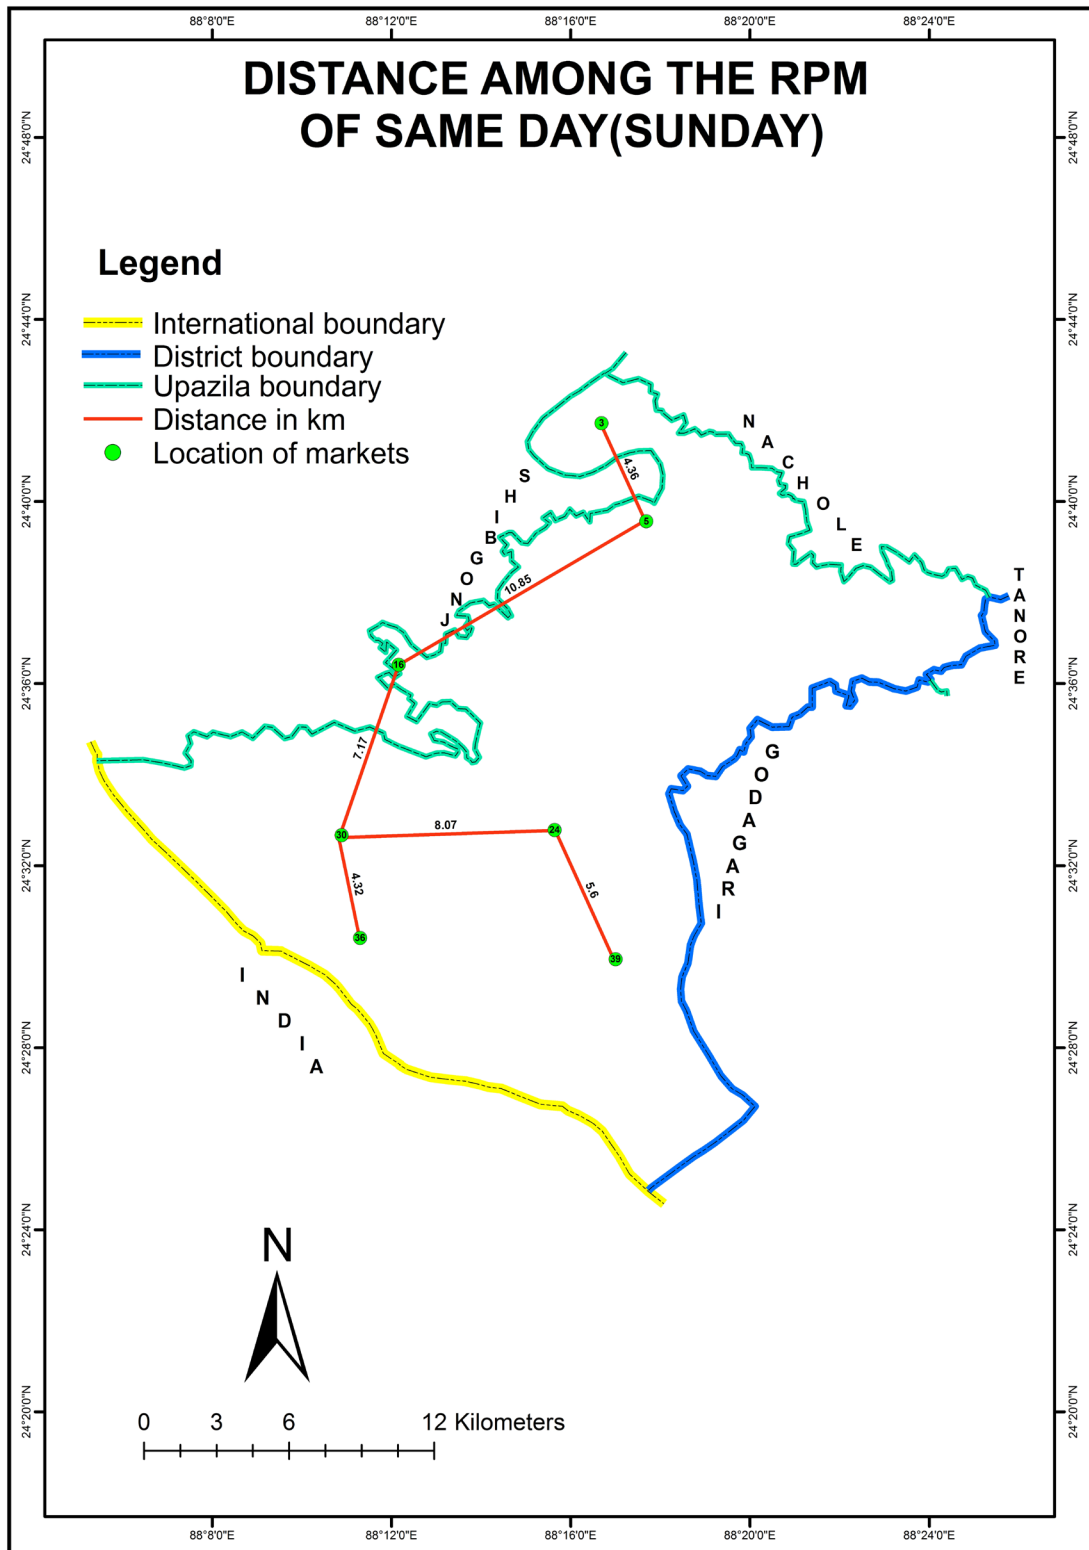 88°8'0"E 88°12'0"E 88°16'0"E 88°20'0"E 88°24'0"E
DISTANCE AMONG THE RPM
OF SAME DAY(SUNDAY)
24°48'0"N 24°48'0"N
Legend
International boundary
District boundary
Upazila boundary
Distance in km
Location of markets
24°44'0"N 24°44'0"N
3
4.36
5
NACHOLE
SHIBGONJ
24°40'0"N 24°40'0"N
10.85
TANORE
16
24°36'0"N 24°36'0"N
7.17
GODAGARI
30
8.07
24
24°32'0"N 24°32'0"N
4.32
5.6
36
39
INDIA
24°28'0"N 24°28'0"N
24°24'0"N 24°24'0"N
N
24°20'0"N 24°20'0"N
0 3 6 12 Kilometers
88°8'0"E 88°12'0"E 88°16'0"E 88°20'0"E 88°24'0"E